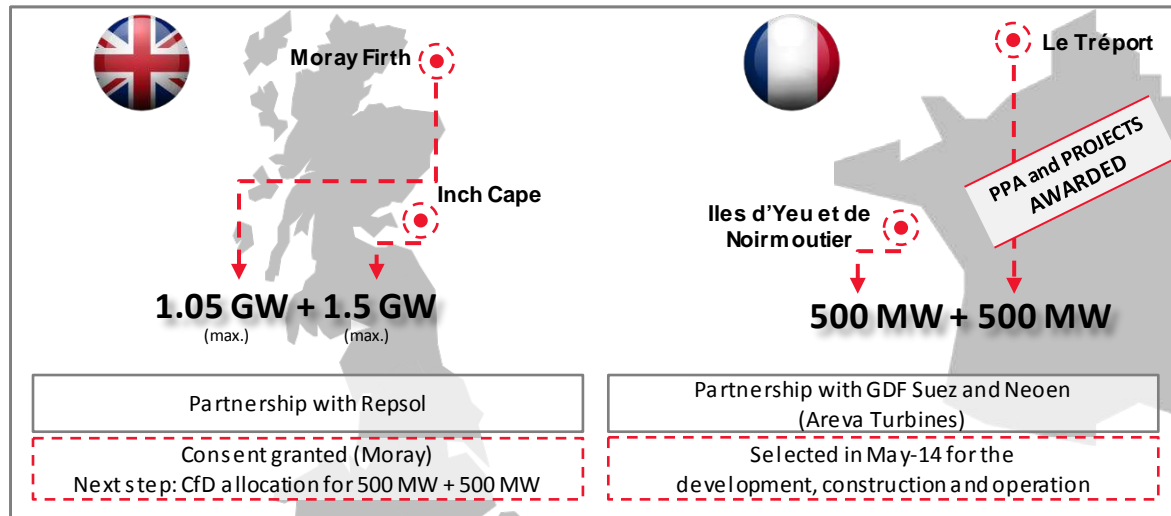 Moray Firth
Inch Cape
1.05 GW + 1.5 GW
(max.) (max.)
Partnership with Repsol
Consent granted (Moray)
Next step: CfD allocation for 500 MW + 500 MW
Le Tréport
PPA and PROJECTS
AWARDED
Iles d’Yeu et de
Noirmoutier
500 MW + 500 MW
Partnership with GDF Suez and Neoen
(Areva Turbines)
Selected in May-14 for the
development, construction and operation